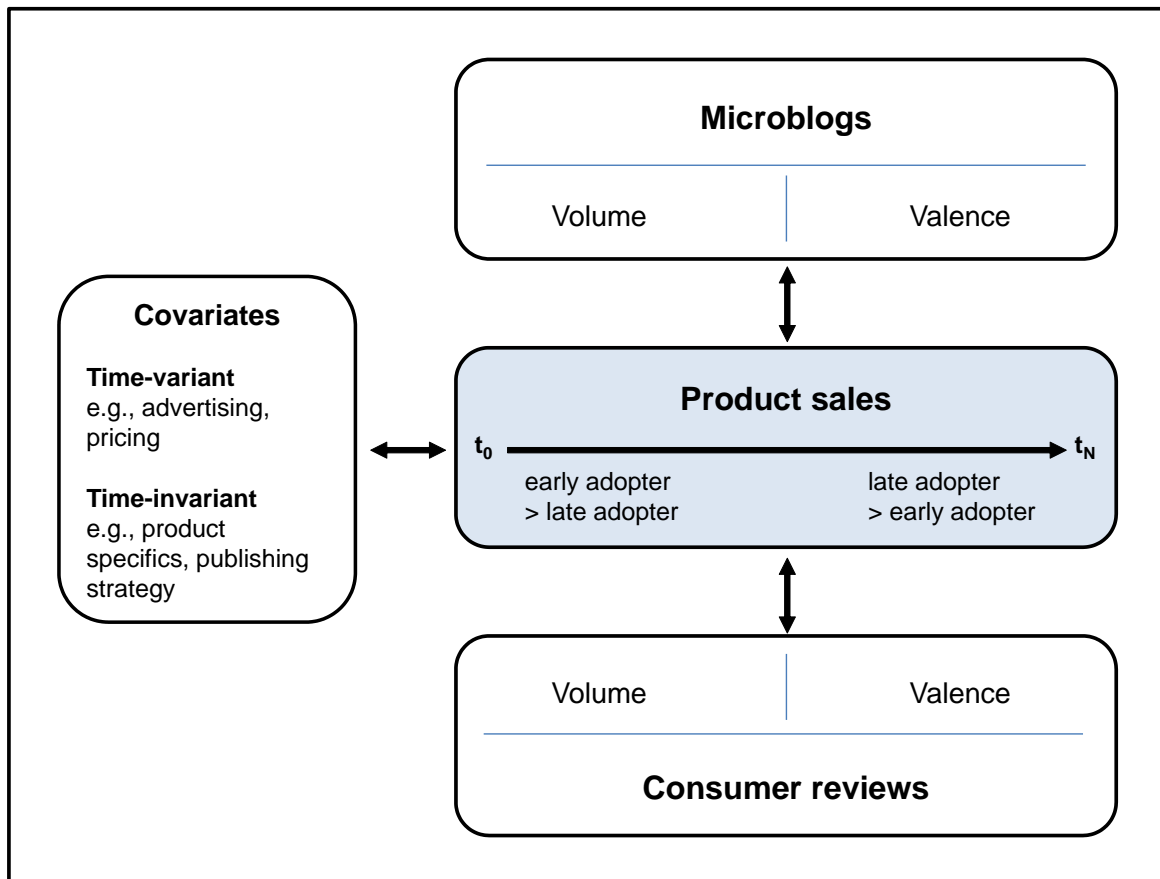 Microblogs
Volume
Valence
Covariates
Time-variant
e.g., advertising,
pricing
Time-invariant
e.g., product
specifics, publishing
strategy
Product sales
t0
tN
early adopter
> late adopter
late adopter
> early adopter
Volume
Valence
Consumer reviews